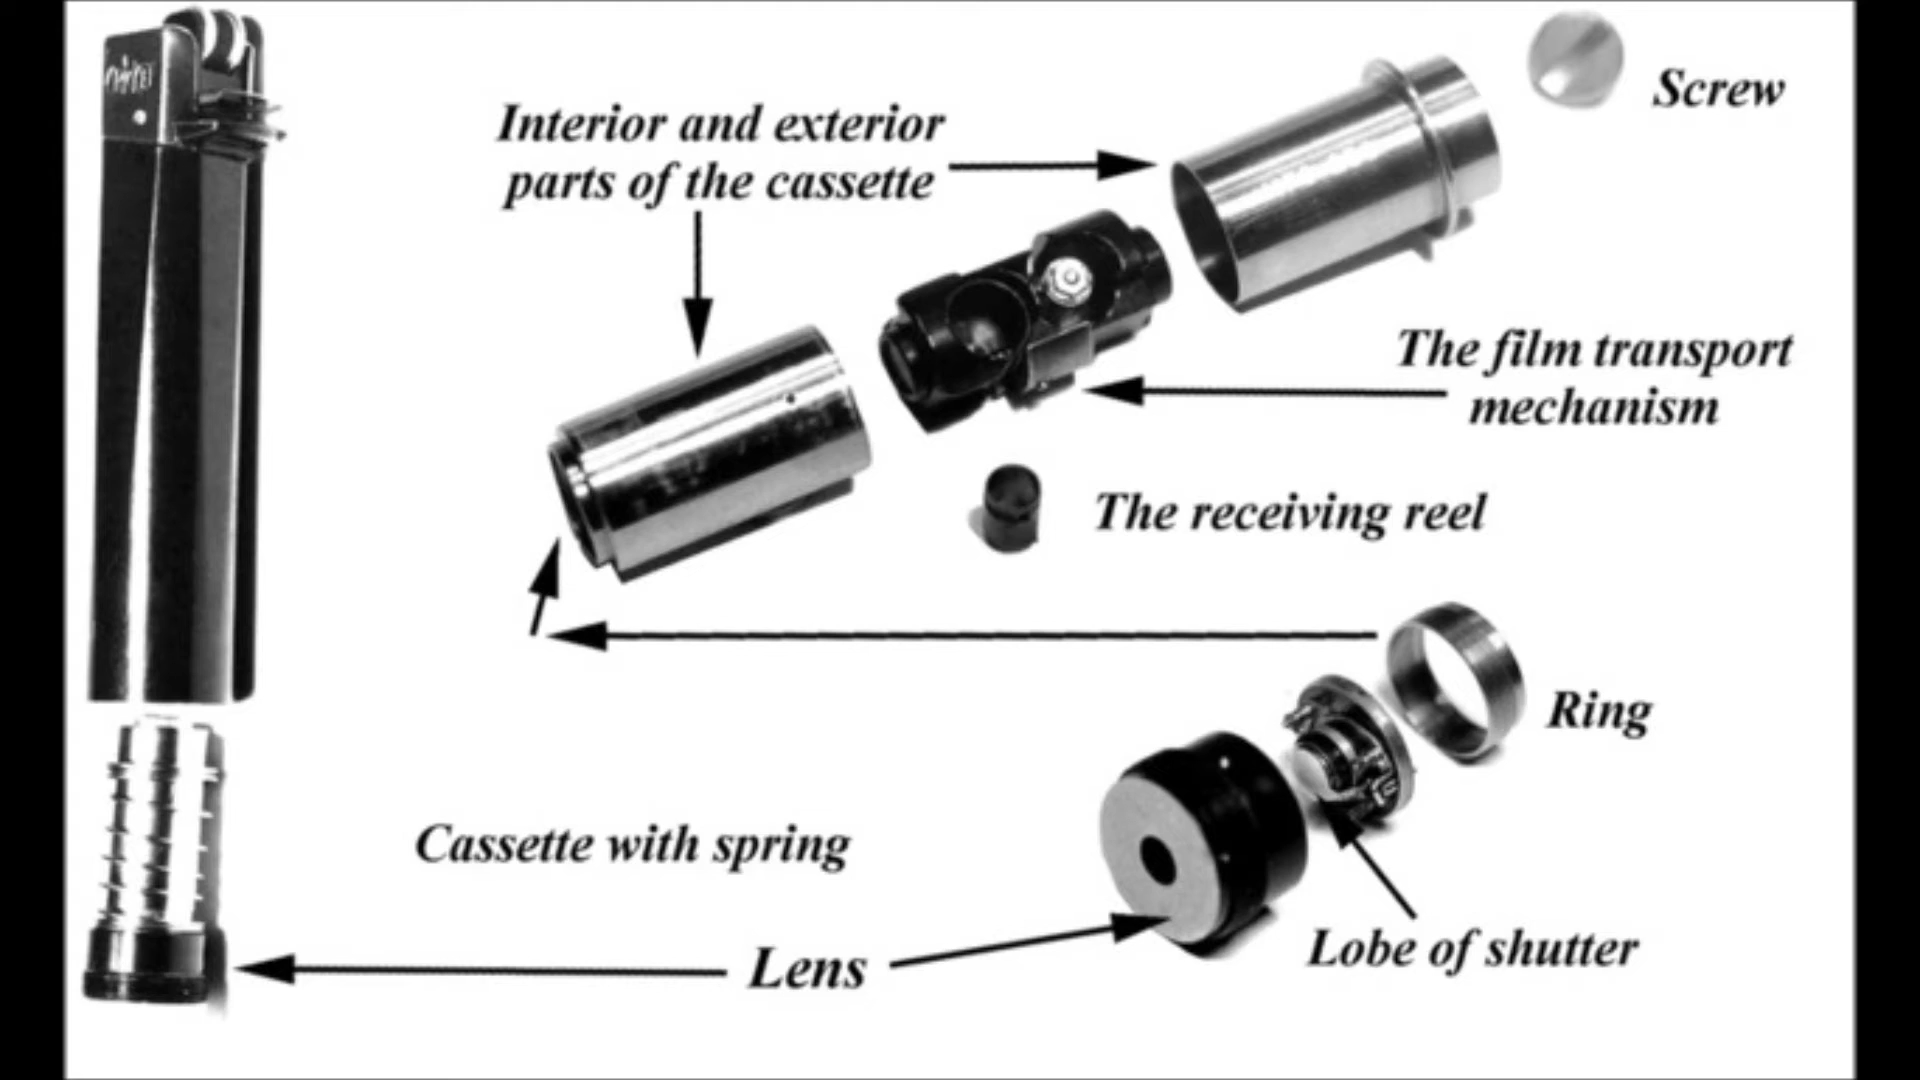 Screw
Interior and exterior
parts of the cassette
The film transport
mechanism
The receiving reel
Ring
Cassette with spring
Lobe of shutter
Lens